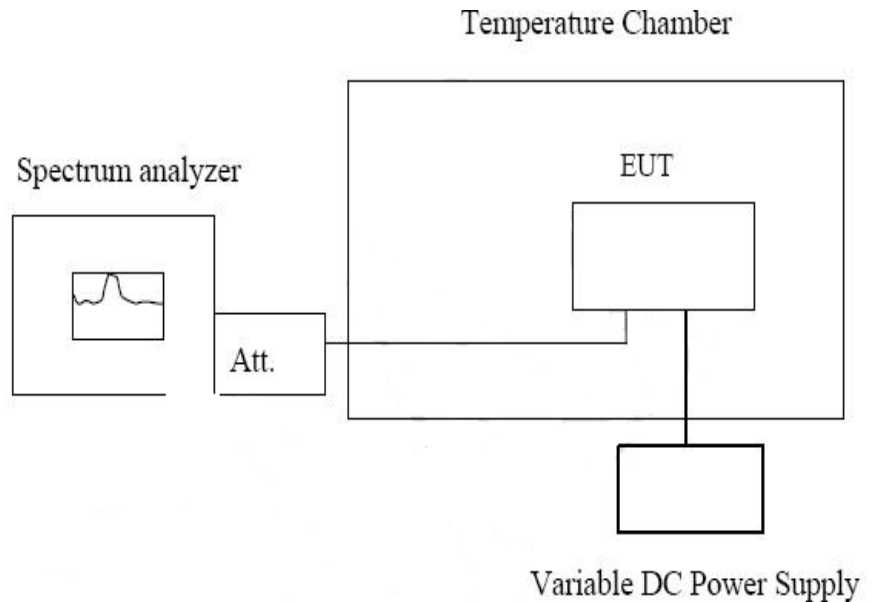 Temperature Chamber
Spectrum analyzer
EUT
Att.
Variable DC Power Supply